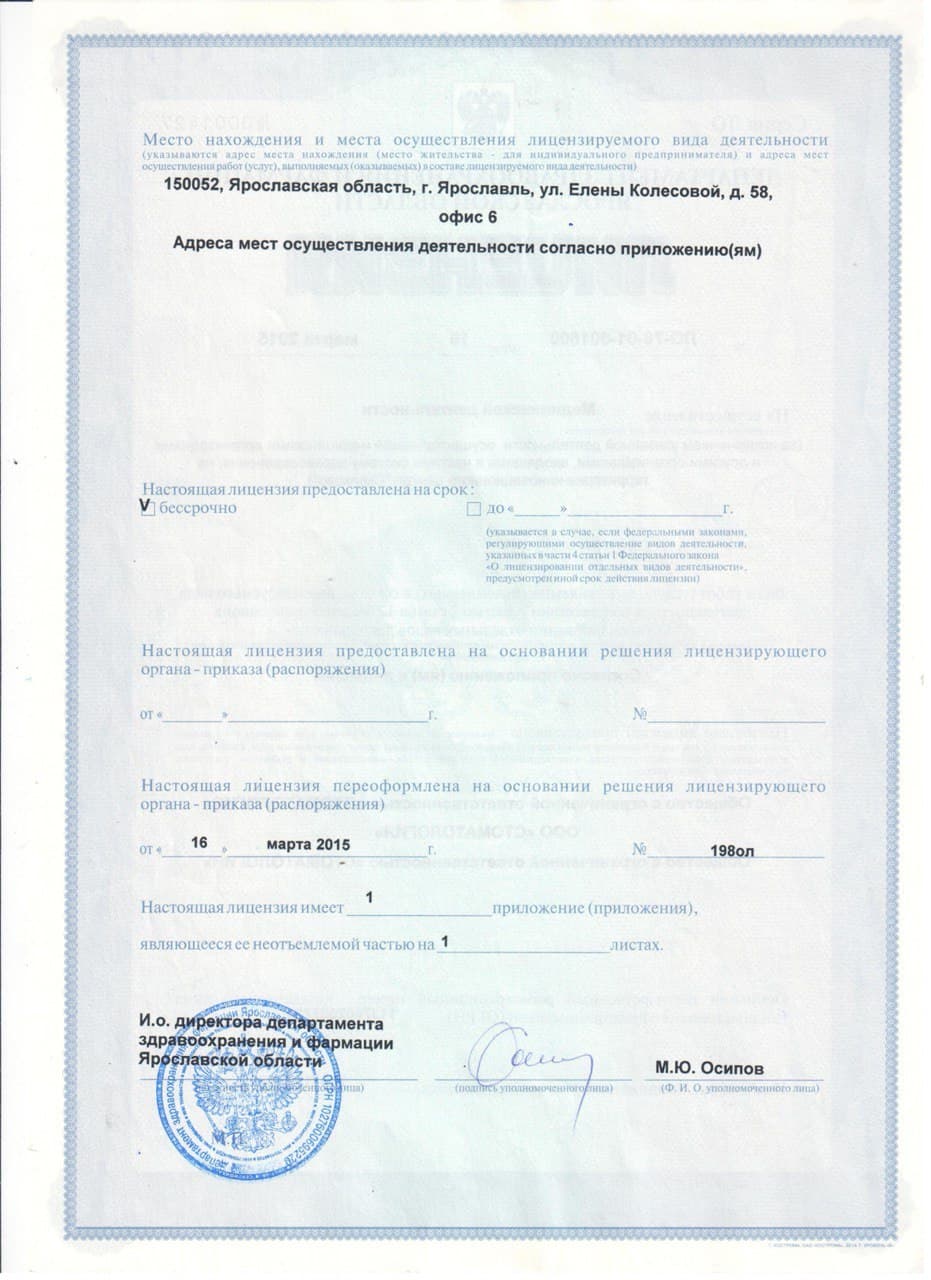 Место нахождения и места осуществления лицензируемого вида деятельности
(указываются адрес места нахождения (место жительства - для индивидуального предпринимателя) и адреса мест
осуществления работ (услуг), выполняемых (оказываемых) в составе лицензируемого вида деятельности)
150052, Ярославская область, г. Ярославль, ул. Елены Колесовой, д. 58,
офис 6
Адреса мест осуществления деятельности согласно приложению(ям)
Настоящая лицензия предоставлена на срок:
V бессрочно
до « » г.
(указывается в случае, если федеральными законами,
регулирующими осуществление видов деятельности,
указанных в части 4 статьи 1 Федерального закона
«О лицензировании отдельных видов деятельности»,
предусмотрен иной срок действия лицензии)
Настоящая лицензия предоставлена на основании решения лицензирующего
органа - приказа (распоряжения)
от « » г. №
Настоящая лицензия переоформлена на основании решения лицензирующего
органа - приказа (распоряжения)
от « 16 » марта 2015 г. № 198ол
Настоящая лицензия имеет 1 приложение (приложения),
являющееся ее неотъемлемой частью на 1 листах.
И.о. директора департамента
здравоохранения и фармации
Ярославской области
М.Ю. Осипов
(подпись уполномоченного лица)
(Ф. И. О. уполномоченного лица)
М.П.